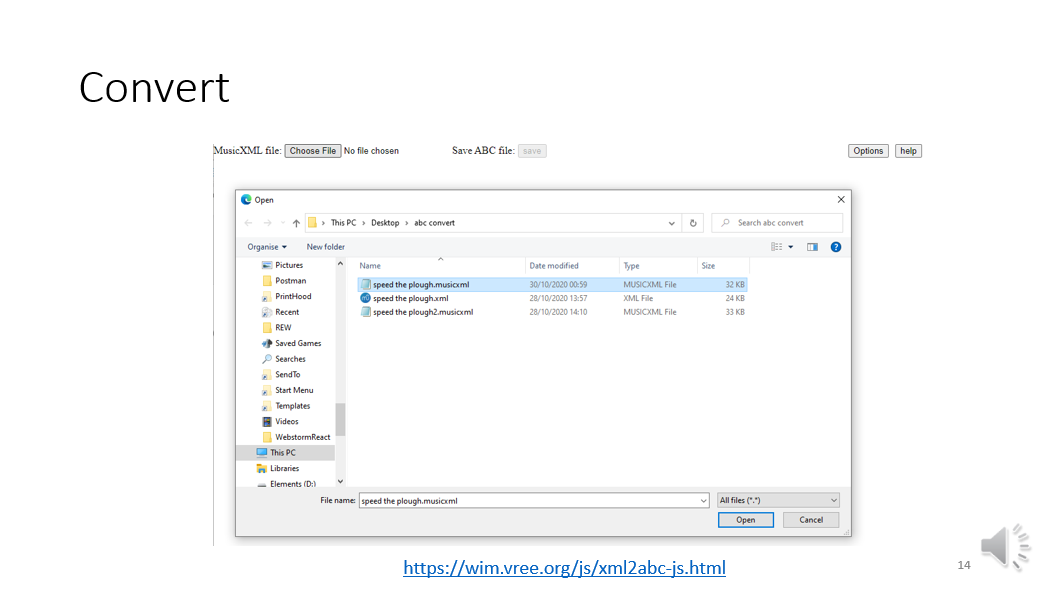 Convert
MusicXML file: Choose File No file chosen Save ABC file: save Options help
Open
This PC > Desktop > abc convert Search abc convert
Organise New folder
Name Date modified Type Size
Pictures
Postman
PrintHood
Recent
REW
Saved Games
Searches
SendTo
Start Menu
Templates
Videos
WebstormReact
This PC
Libraries
Elements (D:)
speed the plough.musicxml 30/10/2020 00:59 MUSICXML File 32 KB
speed the plough.xml 28/10/2020 13:57 XML File 24 KB
speed the plough2.musicxml 28/10/2020 14:10 MUSICXML File 33 KB
File name: speed the plough.musicxml All files (*.*)
Open Cancel
https://wim.vree.org/js/xml2abc-js.html
14